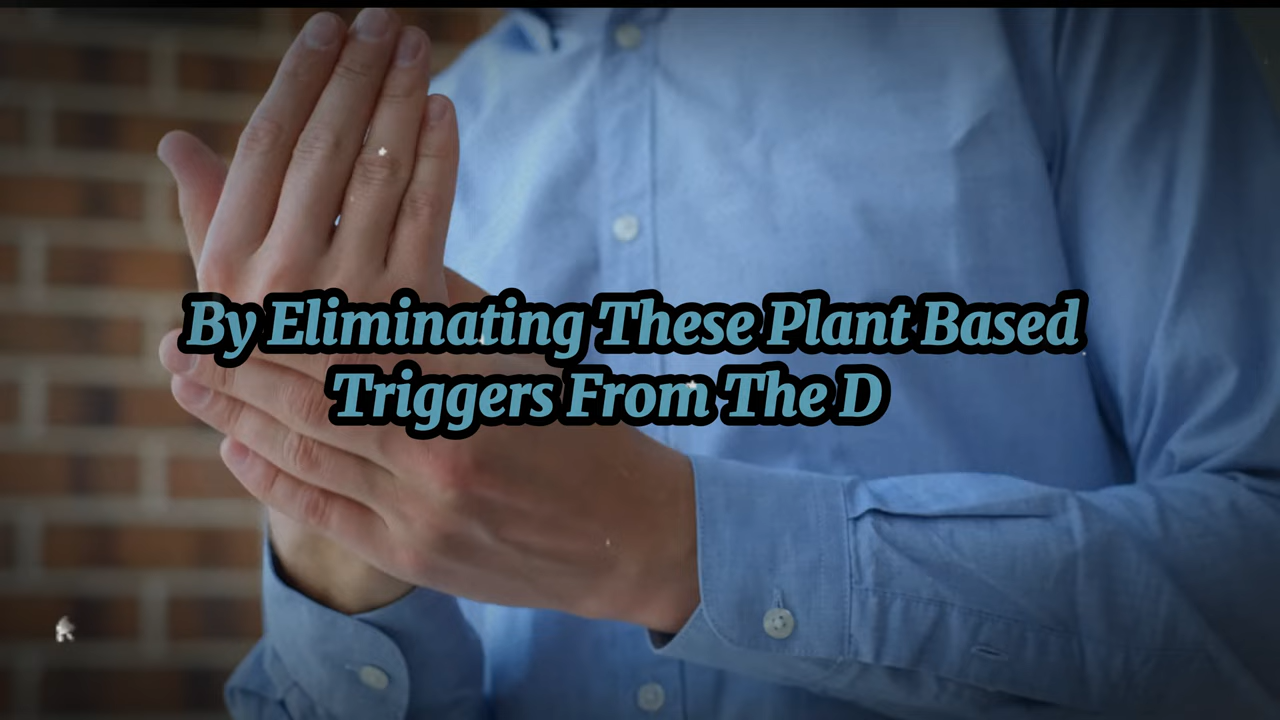 By Eliminating These Plant Based
Triggers From The D